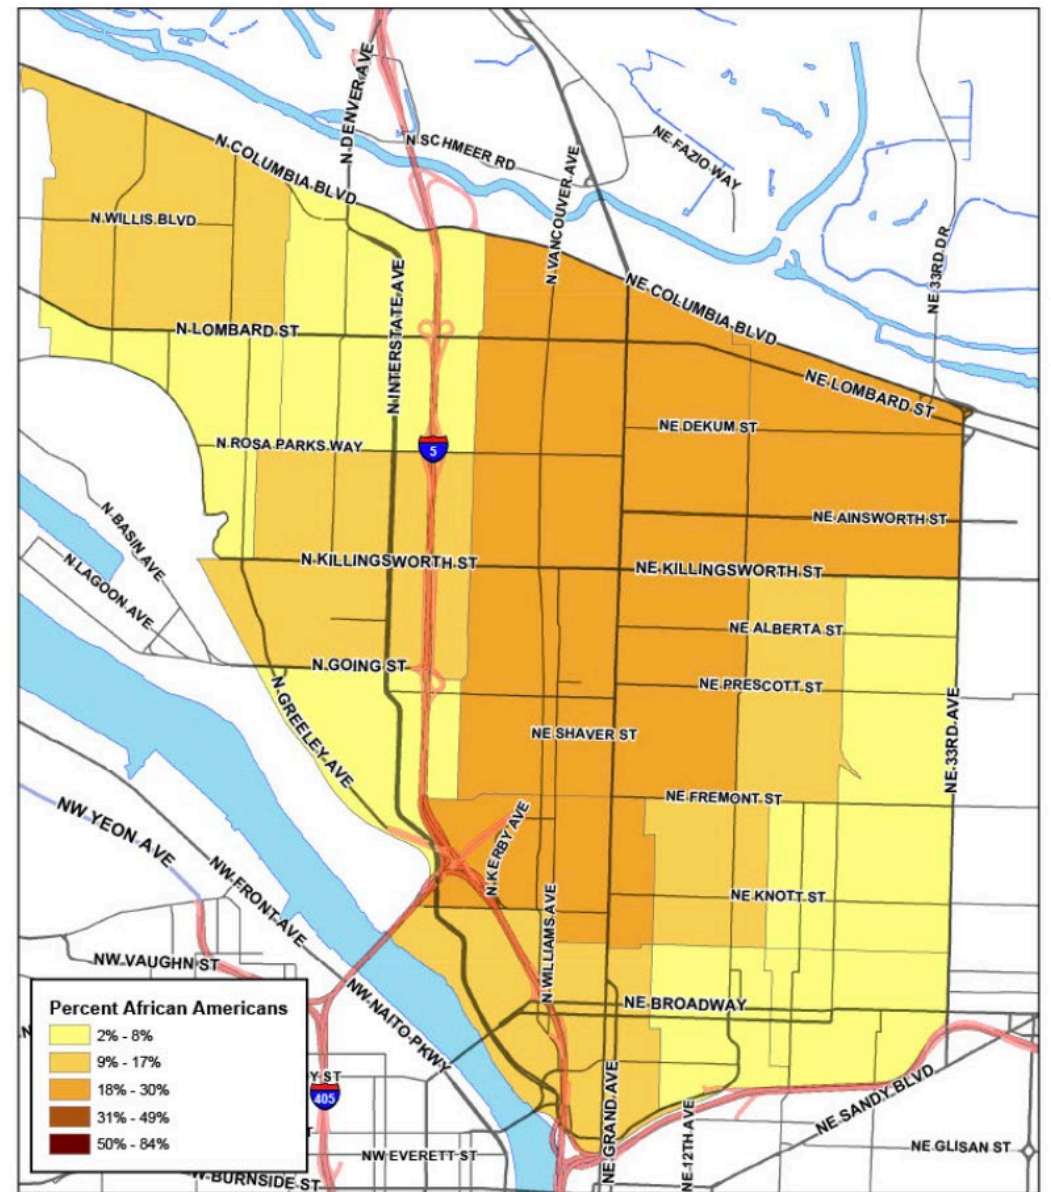 N DENVER AVE
N SCHMEER RD
NE FAZIO WAY
N COLUMBIA BLVD
N VANCOUVER AVE
N WILLIS BLVD
NE 33RD DR
N INTERSTATE AVE
NE COLUMBIA BLVD
N LOMBARD ST
NE LOMBARD ST
NE DEKUM ST
N ROSA PARKS WAY
5
N BASIN AVE
NE AINSWORTH ST
N LAGOON AVE
N KILLINGSWORTH ST
NE KILLINGSWORTH ST
NE ALBERTA ST
N GOING ST
NE PRESCOTT ST
N GREELEY AVE
NE SHAVER ST
NE 33RD AVE
NE FREMONT ST
NW YEON AVE
N KERBY AVE
NW FRONT AVE
NE KNOTT ST
N WILLIAMS AVE
NW VAUGHN ST
NW NAITO PKWY
NE BROADWAY
Percent African Americans
2% - 8%
9% - 17%
18% - 30%
31% - 49%
50% - 84%
Y ST
405
NE GRAND AVE
NE 12TH AVE
NE SANDY BLVD
NE GLISAN ST
NW EVERETT ST
W BURNSIDE ST